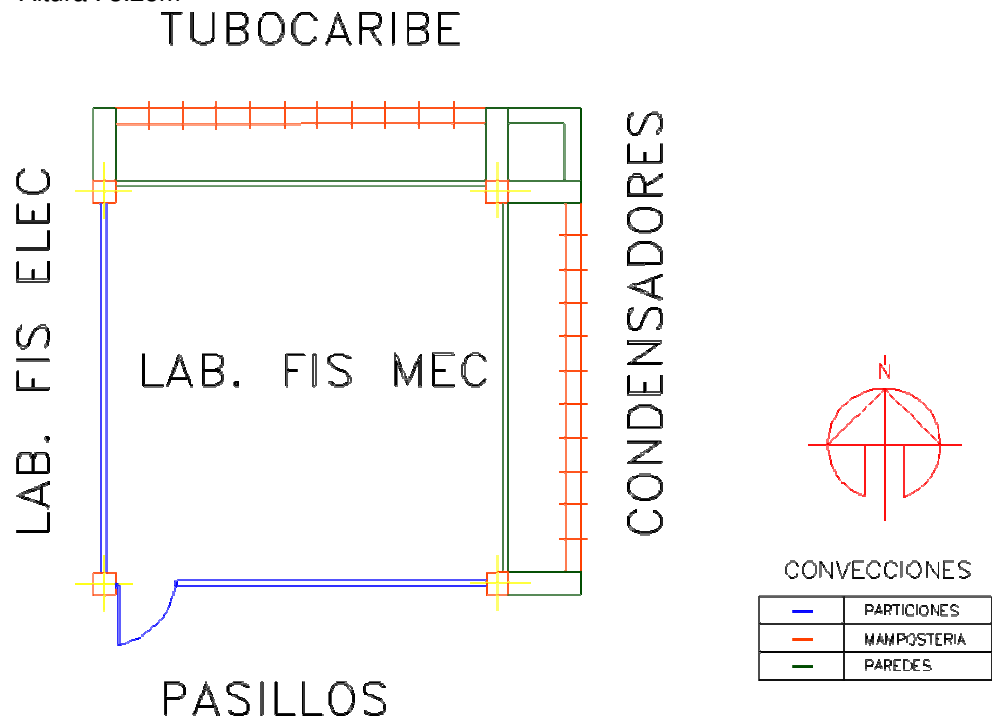 TUBOCARIBE
LAB. FIS ELEC
LAB. FIS MEC
CONDENSADORES
N
CONVECCIONES
PARTICIONES
MAMPOSTERIA
PAREDES
PASILLOS